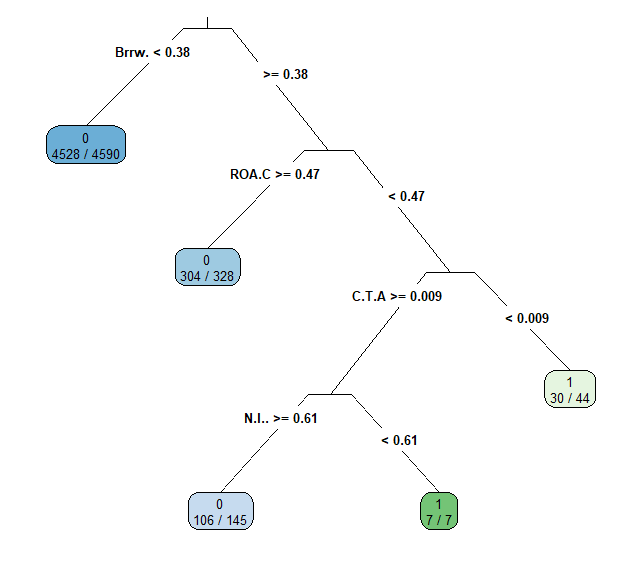 Brrw. < 0.38
>= 0.38
0
4528 / 4590
ROA.C >= 0.47
< 0.47
0
304 / 328
C.T.A >= 0.009
< 0.009
1
30 / 44
N.I.. >= 0.61
< 0.61
0
106 / 145
1
7 / 7